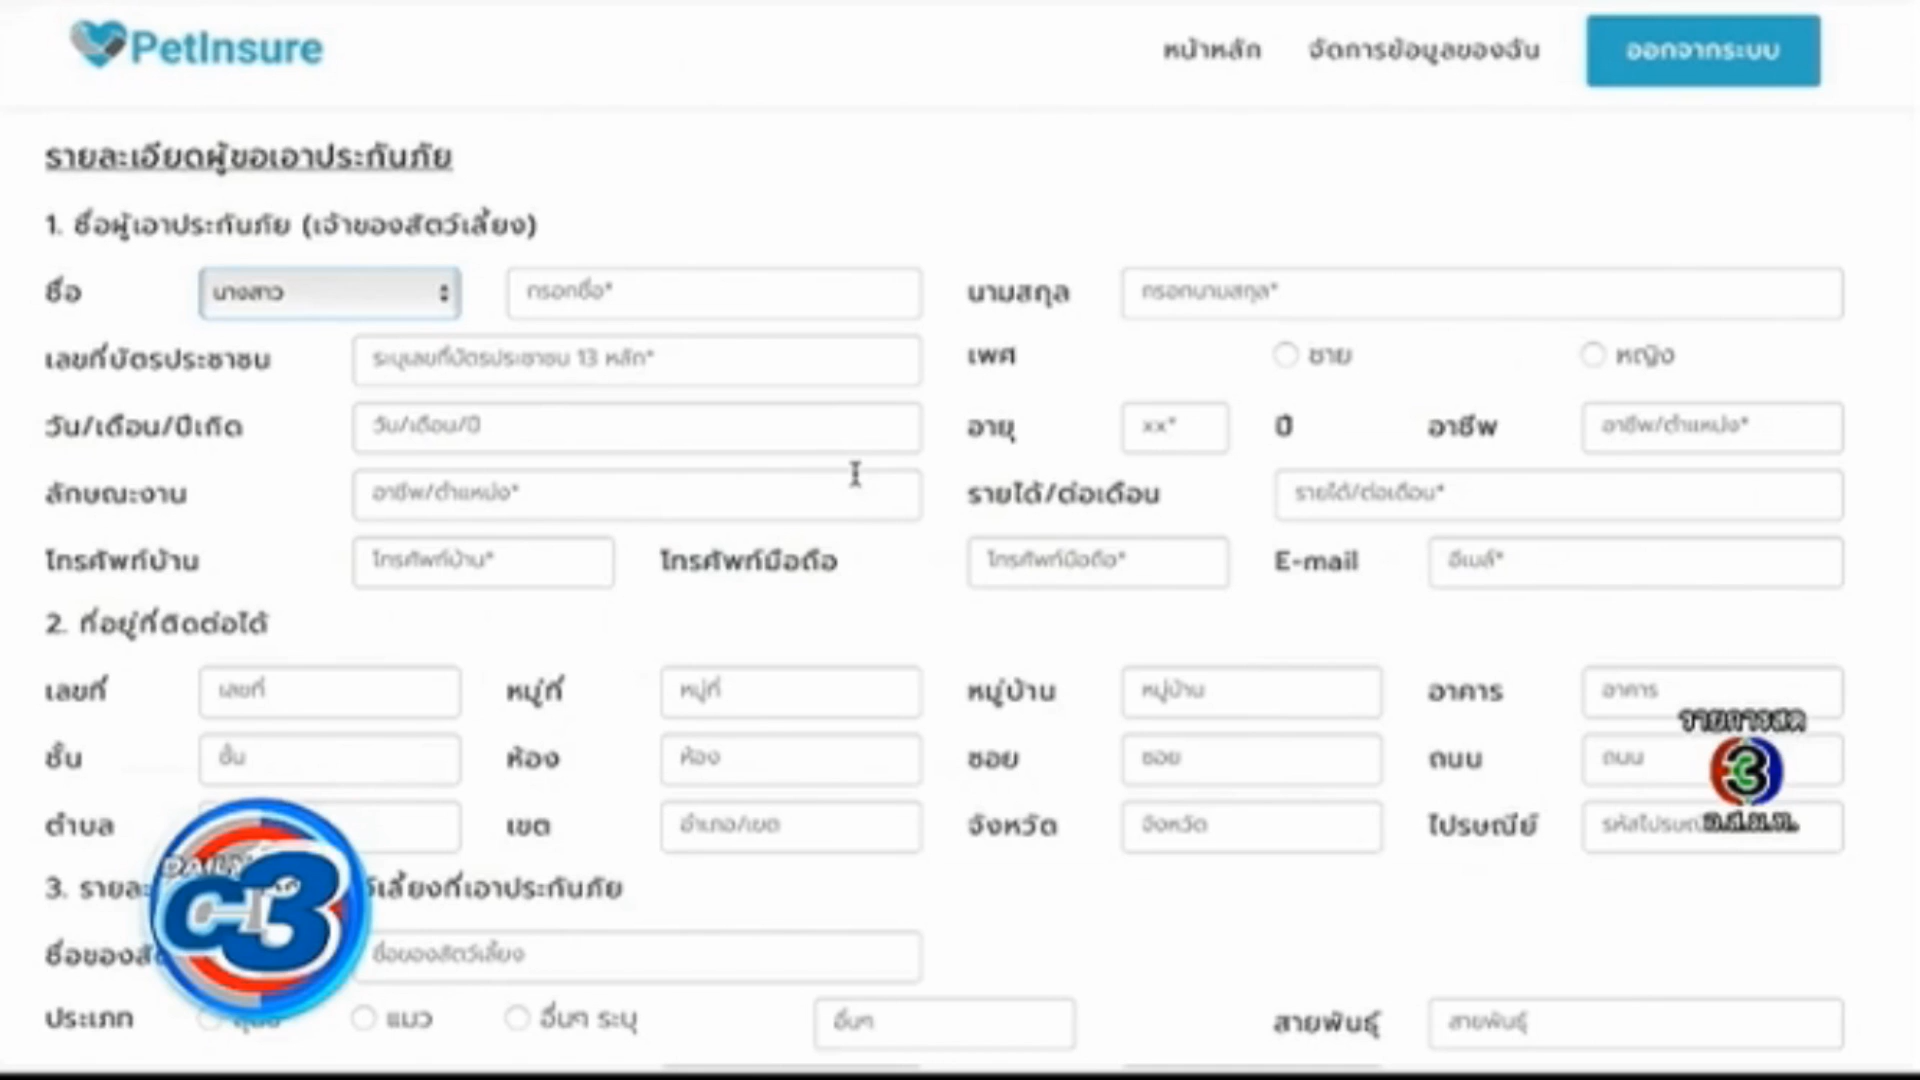 PetInsure หน้าหลัก จัดการข้อมูลของฉัน ออกจากระบบ
รายละเอียดผู้ขอเอาประกันภัย
1. ชื่อผู้เอาประกันภัย (เจ้าของสัตว์เลี้ยง)
ชื่อ นางสาว กรอกชื่อ* นามสกุล กรอกนามสกุล*
เลขที่บัตรประชาชน ระบุเลขที่บัตรประชาชน 13 หลัก* เพศ ชาย หญิง
วัน/เดือน/ปีเกิด วัน/เดือน/ปี อายุ xx* ปี อาชีพ อาชีพ/ตำแหน่ง*
ลักษณะงาน อาชีพ/ตำแหน่ง* รายได้/ต่อเดือน รายได้/ต่อเดือน*
โทรศัพท์บ้าน โทรศัพท์บ้าน* โทรศัพท์มือถือ โทรศัพท์มือถือ* E-mail อีเมล์*
2. ที่อยู่ที่ติดต่อได้
เลขที่ เลขที่ หมู่ที่ หมู่ที่ หมู่บ้าน หมู่บ้าน อาคาร อาคาร
รายการสด
ชั้น ชั้น ห้อง ห้อง ซอย ซอย ถนน ถนน
3
ตำบล เขต อำเภอ/เขต จังหวัด จังหวัด ไปรษณีย์ อ.ส.ม.ท.
3. สัตว์เลี้ยงที่เอาประกันภัย
ชื่อของสัตว์เลี้ยง
ประเภท แมว อื่นๆ ระบุ อื่นๆ สายพันธุ์ สายพันธุ์